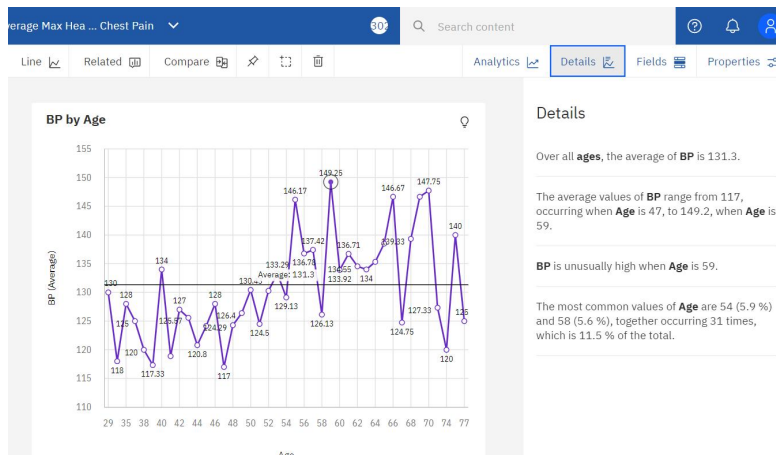 verage Max Hea ... Chest Pain
302
Search content
Line
Related
Compare
Analytics
Details
Fields
Properties
BP by Age
155
150
145
140
135
130
125
120
115
110
BP (Average)
130
118
128
125
120
117.33
134
125.97
127
120.8
124.29
128
117
126.4
130.45
124.5
133.29
Average: 131.3
129.13
146.17
136.78
137.42
126.13
149.25
133.92
136.71
139.33
146.67
124.75
147.75
127.33
120
140
125
29 35 38 40 42 44 46 48 50 52 54 56 58 60 62 64 66 68 70 74 77
Age
Details
Over all ages, the average of BP is 131.3.
The average values of BP range from 117,
occurring when Age is 47, to 149.2, when Age is
59.
BP is unusually high when Age is 59.
The most common values of Age are 54 (5.9 %)
and 58 (5.6 %), together occurring 31 times,
which is 11.5 % of the total.